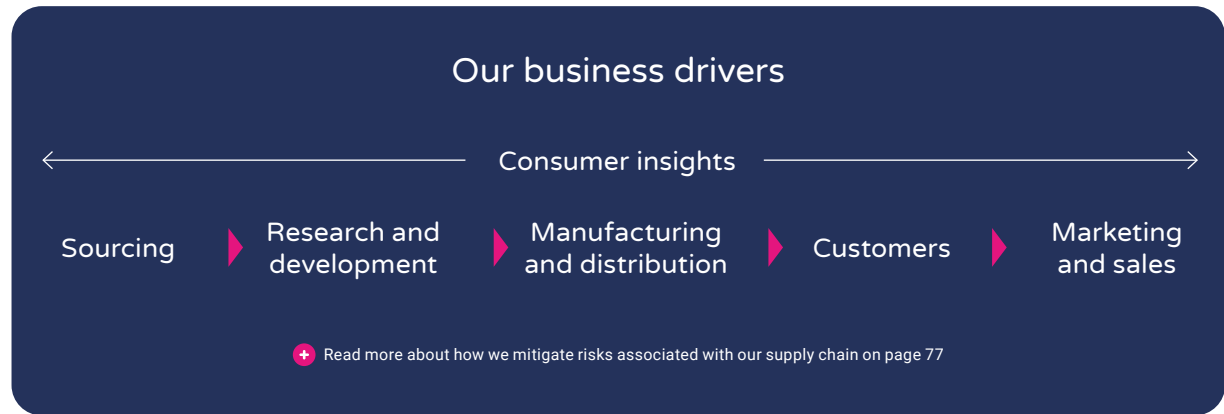 Our business drivers
Consumer insights
Sourcing
Research and
development
Manufacturing
and distribution
Customers
Marketing
and sales
Read more about how we mitigate risks associated with our supply chain on page 77